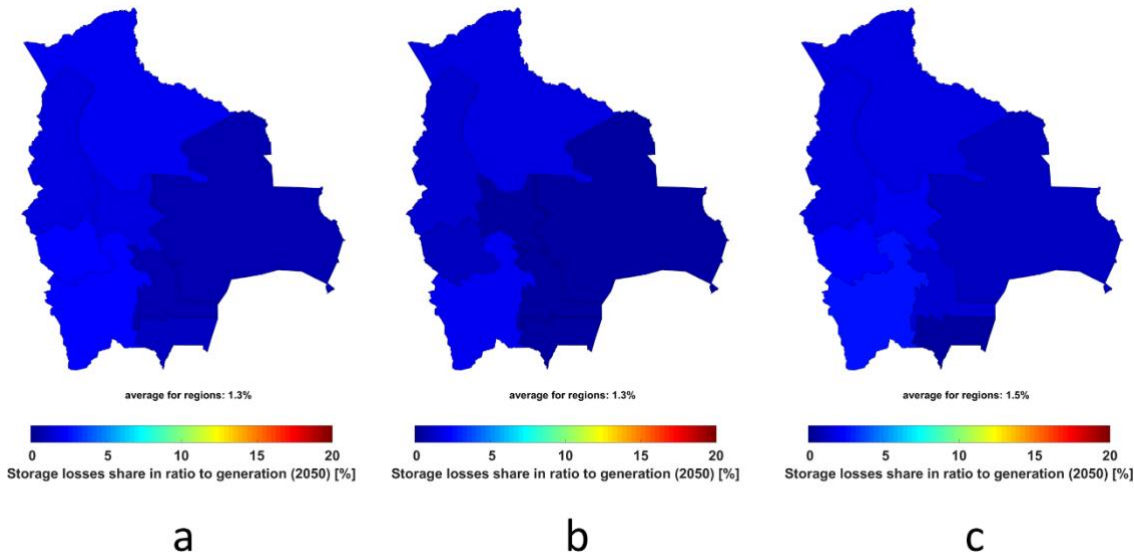 average for regions: 1.3%
0 5 10 15 20
Storage losses share in ratio to generation (2050) [%]
a
average for regions: 1.3%
0 5 10 15 20
Storage losses share in ratio to generation (2050) [%]
b
average for regions: 1.5%
0 5 10 15 20
Storage losses share in ratio to generation (2050) [%]
c